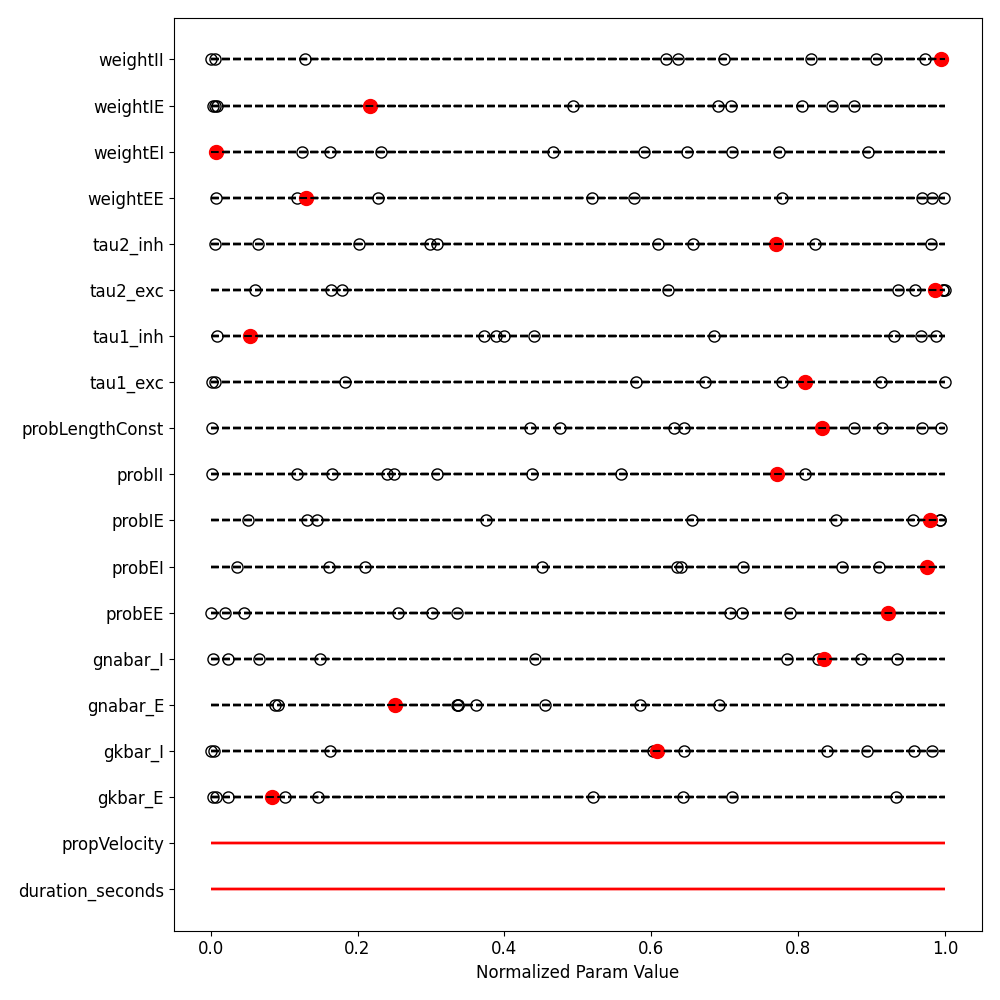 weightII
weightIE
weightEI
weightEE
tau2_inh
tau2_exc
tau1_inh
tau1_exc
probLengthConst
probII
probIE
probEI
probEE
gnabar_I
gnabar_E
gkbar_I
gkbar_E
propVelocity
duration_seconds
0.0 0.2 0.4 0.6 0.8 1.0
Normalized Param Value